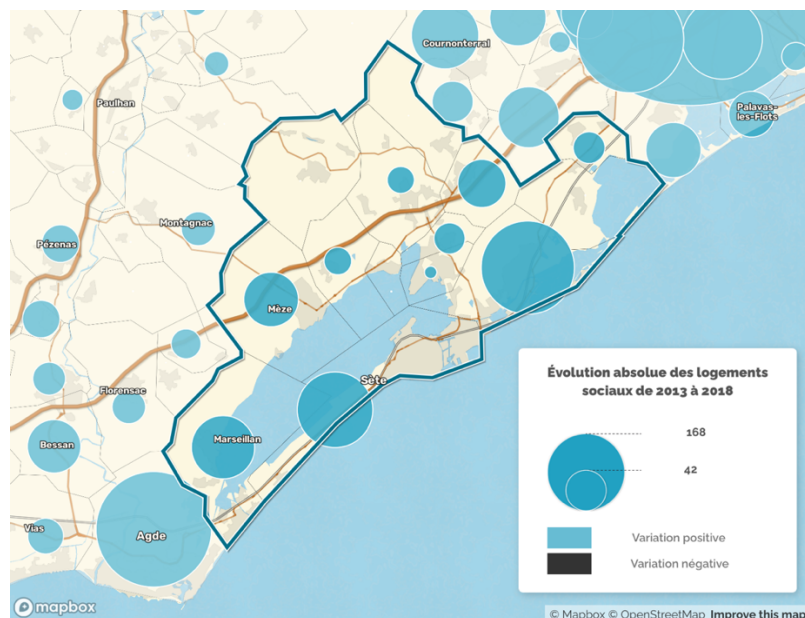 Cournonterral
Paulhan
Palavas-
les-Flots
Montagnac
Pézenas
Mèze
Sète
Florensac
Marseillan
Bessan
Vias
Agde
Évolution absolue des logements
sociaux de 2013 à 2018
168
42
Variation positive
Variation négative
mapbox
© Mapbox © OpenStreetMap Improve this map